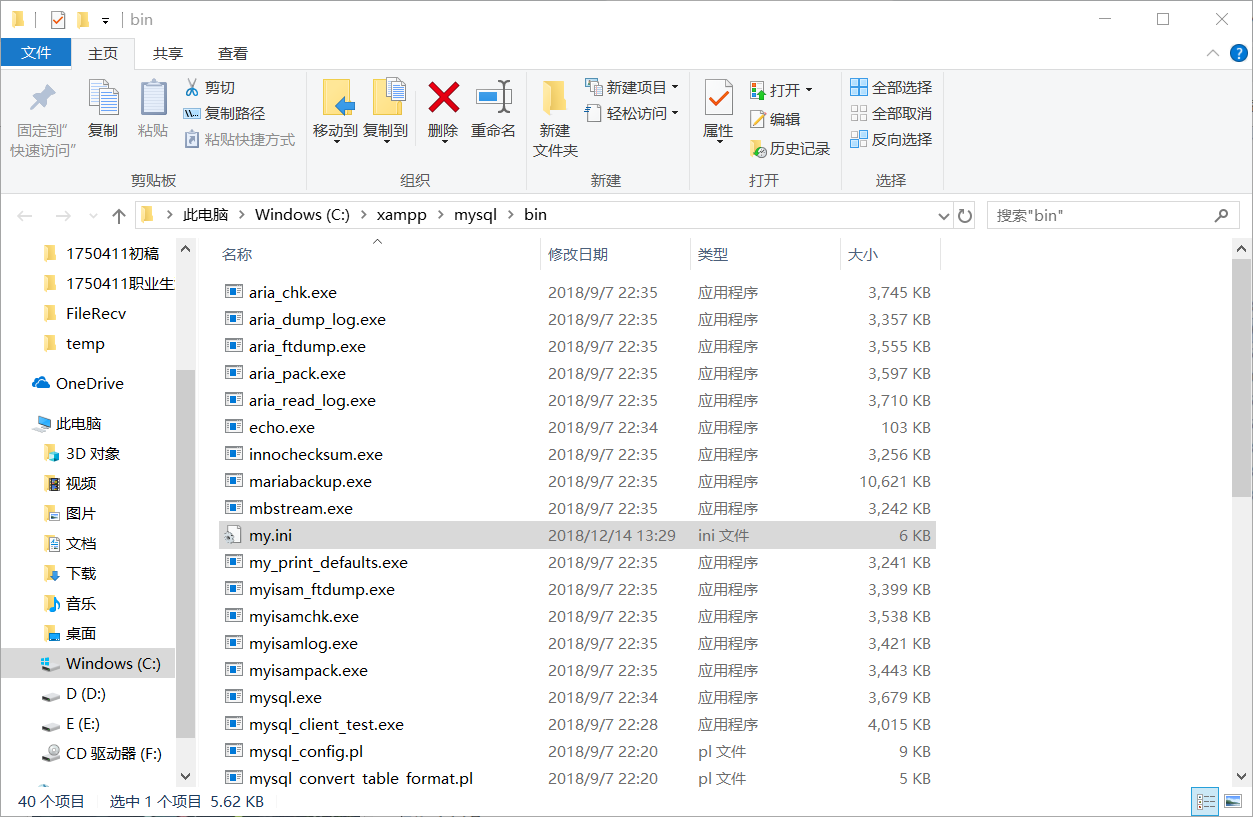 bin
文件 主页 共享 查看
固定到"快速访问" 复制 粘贴 剪切 复制路径 粘贴快捷方式 移动到 复制到 删除 重命名 新建文件夹 新建项目 轻松访问 属性 打开 编辑 历史记录 全部选择 全部取消 反向选择
剪贴板 组织 新建 打开 选择
此电脑 Windows (C:) xampp mysql bin 搜索"bin"
1750411初稿
1750411职业生
FileRecv
temp
OneDrive
此电脑
3D 对象
视频
图片
文档
下载
音乐
桌面
Windows (C:)
D (D:)
E (E:)
CD 驱动器 (F:)
名称 修改日期 类型 大小
aria_chk.exe 2018/9/7 22:35 应用程序 3,745 KB
aria_dump_log.exe 2018/9/7 22:35 应用程序 3,357 KB
aria_ftdump.exe 2018/9/7 22:35 应用程序 3,555 KB
aria_pack.exe 2018/9/7 22:35 应用程序 3,597 KB
aria_read_log.exe 2018/9/7 22:35 应用程序 3,710 KB
echo.exe 2018/9/7 22:34 应用程序 103 KB
innochecksum.exe 2018/9/7 22:35 应用程序 3,256 KB
mariabackup.exe 2018/9/7 22:35 应用程序 10,621 KB
mbstream.exe 2018/9/7 22:35 应用程序 3,242 KB
my.ini 2018/12/14 13:29 ini 文件 6 KB
my_print_defaults.exe 2018/9/7 22:35 应用程序 3,241 KB
myisam_ftdump.exe 2018/9/7 22:35 应用程序 3,399 KB
myisamchk.exe 2018/9/7 22:35 应用程序 3,538 KB
myisamlog.exe 2018/9/7 22:35 应用程序 3,421 KB
myisampack.exe 2018/9/7 22:35 应用程序 3,443 KB
mysql.exe 2018/9/7 22:34 应用程序 3,679 KB
mysql_client_test.exe 2018/9/7 22:28 应用程序 4,015 KB
mysql_config.pl 2018/9/7 22:20 pl 文件 9 KB
mysql_convert_table_format.pl 2018/9/7 22:20 pl 文件 5 KB
40 个项目 选中 1 个项目 5.62 KB